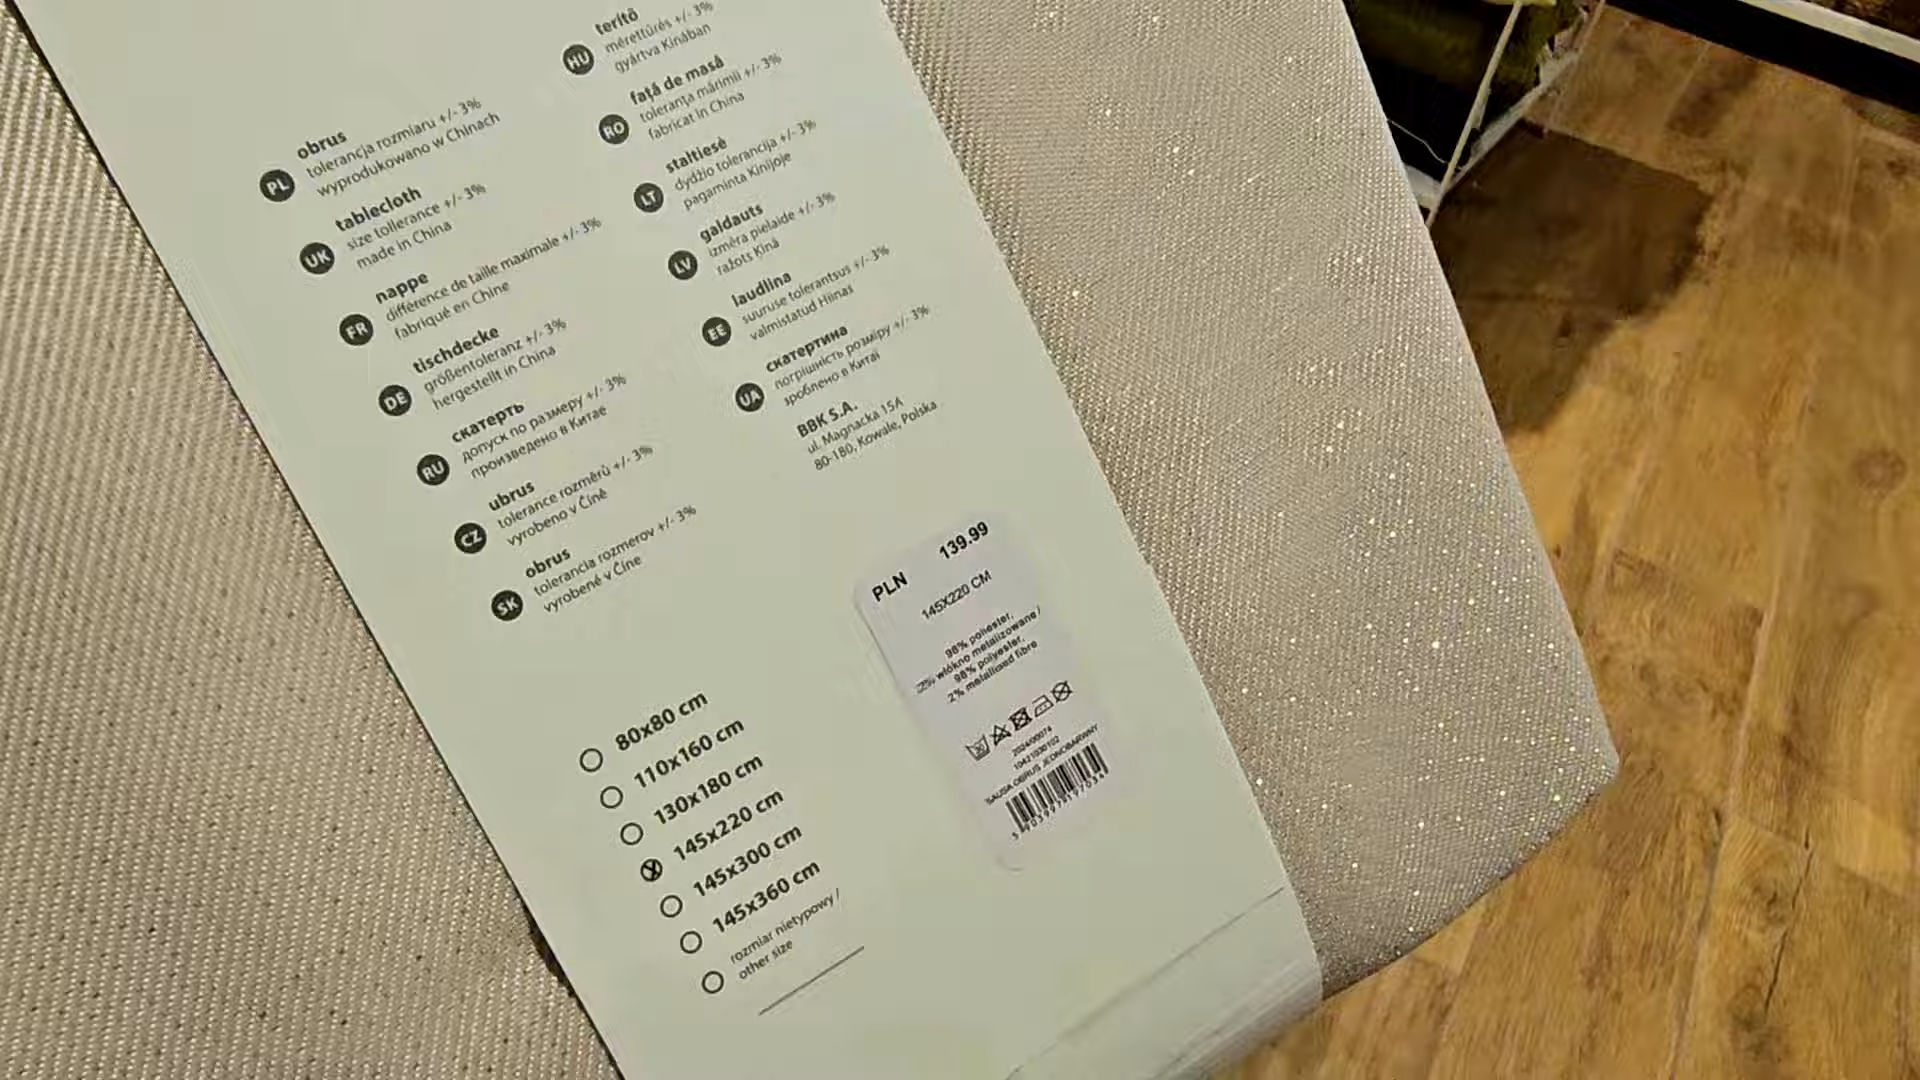 PL obrus
tolerancja rozmiaru +/- 3%
wyprodukowano w Chinach
UK tablecloth
size tollerance +/- 3%
made in China
FR nappe
différence de taille maximale +/- 3%
fabriqué en Chine
DE tischdecke
größentoleranz +/- 3%
hergestellt in China
RU скатерть
допуск по размеру +/- 3%
произведено в Китае
CZ ubrus
tolerance rozměrů +/- 3%
vyrobeno v Číně
SK obrus
tolerancia rozmerov +/- 3%
vyrobené v Číne
HU terítő
mérettűrés +/- 3%
gyártva Kínában
RO față de masă
toleranța mărimii +/- 3%
fabricat în China
LT staltiesė
dydžio tolerancija +/- 3%
pagaminta Kinijoje
LV galdauts
izmēra pielaide +/- 3%
ražots Ķīnā
EE laudlina
suuruse tolerantsus +/- 3%
valmistatud Hiinas
UA скатертина
погрішність розміру +/- 3%
зроблено в Китаї
BBK S.A.
ul. Magnacka 15A
80-180, Kowale, Polska
80x80 cm
110x160 cm
130x180 cm
145x220 cm
145x300 cm
145x360 cm
rozmiar nietypowy /
other size
PLN 139.99
145X220 CM
98% poliester,
2% włókno metalizowane /
98% polyester,
2% metallised fibre
2024/00074
OBRUS JEDNOBARWNY